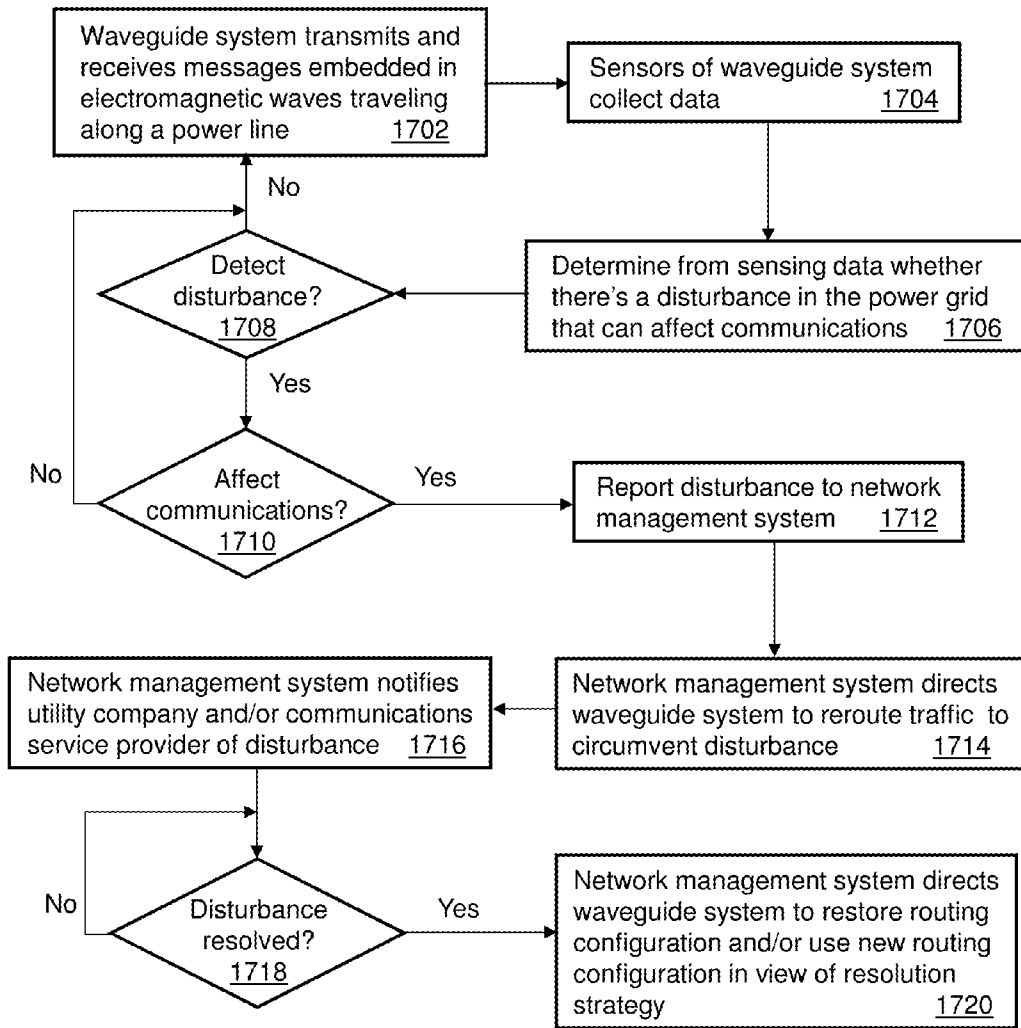 Waveguide system transmits and
receives messages embedded in
electromagnetic waves traveling
along a power line 1702
Sensors of waveguide system
collect data 1704
No
Detect
disturbance?
1708
Determine from sensing data whether
there's a disturbance in the power grid
that can affect communications 1706
Yes
No
Affect
communications?
1710
Yes
Report disturbance to network
management system 1712
Network management system notifies
utility company and/or communications
service provider of disturbance 1716
Network management system directs
waveguide system to reroute traffic to
circumvent disturbance 1714
No
Disturbance
resolved?
1718
Yes
Network management system directs
waveguide system to restore routing
configuration and/or use new routing
configuration in view of resolution
strategy 1720